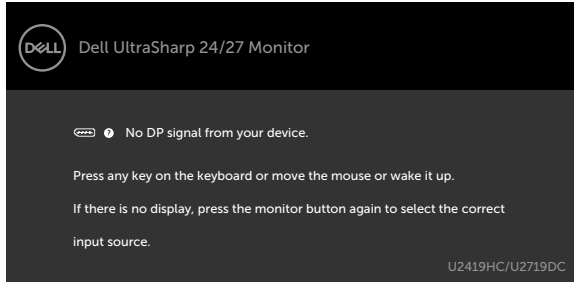 DELL
Dell UltraSharp 24/27 Monitor
? No DP signal from your device.
Press any key on the keyboard or move the mouse or wake it up.
If there is no display, press the monitor button again to select the correct
input source.
U2419HC/U2719DC